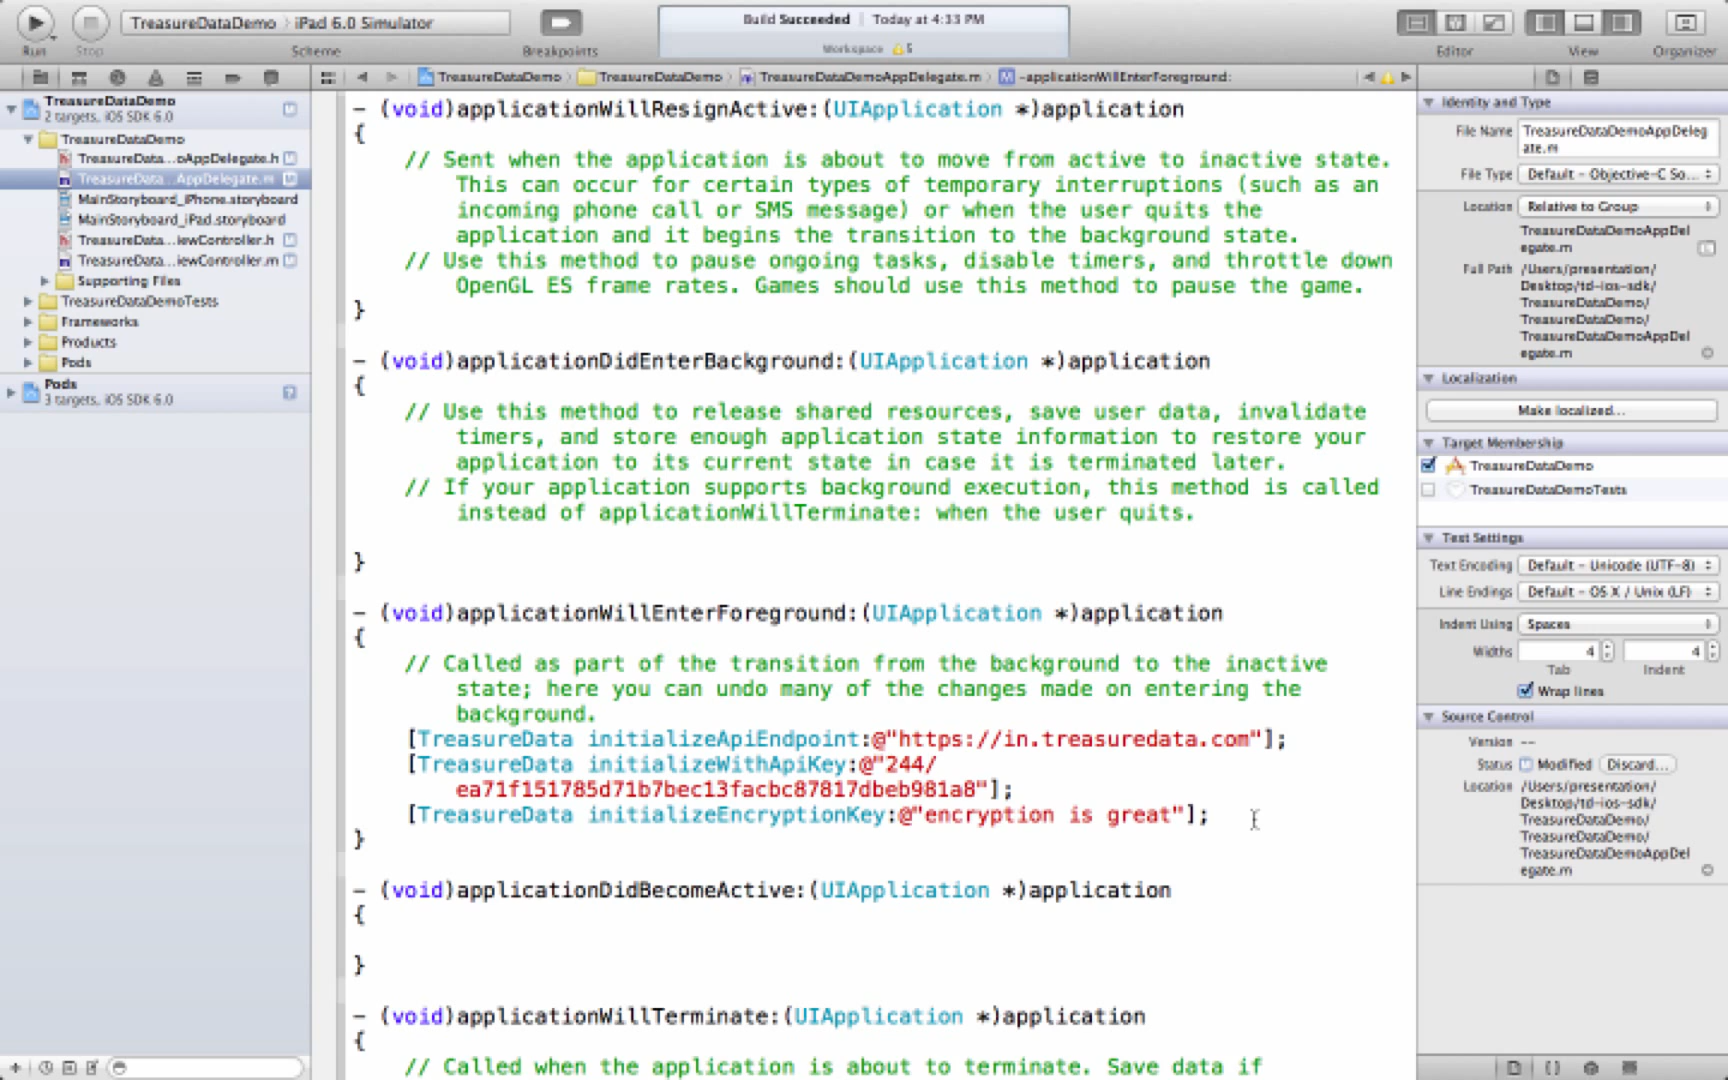 TreasureDataDemo
iPad 6.0 Simulator
Build Succeeded | Today at 4:33 PM
Workspace 5
Run
Stop
Scheme
Breakpoints
Editor
View
Organizer
TreasureDataDemo
TreasureDataDemo
TreasureDataDemoAppDelegate.m
M
-applicationWillEnterForeground:
TreasureDataDemo
2 targets, iOS SDK 6.0
TreasureDataDemo
TreasureData...oAppDelegate.h
TreasureData...AppDelegate.m
MainStoryboard_iPhone.storyboard
MainStoryboard_iPad.storyboard
TreasureData...iewController.h
TreasureData...iewController.m
Supporting Files
TreasureDataDemoTests
Frameworks
Products
Pods
Pods
3 targets, iOS SDK 6.0
- (void)applicationWillResignActive:(UIApplication *)application
{
// Sent when the application is about to move from active to inactive state.
This can occur for certain types of temporary interruptions (such as an
incoming phone call or SMS message) or when the user quits the
application and it begins the transition to the background state.
// Use this method to pause ongoing tasks, disable timers, and throttle down
OpenGL ES frame rates. Games should use this method to pause the game.
}
- (void)applicationDidEnterBackground:(UIApplication *)application
{
// Use this method to release shared resources, save user data, invalidate
timers, and store enough application state information to restore your
application to its current state in case it is terminated later.
// If your application supports background execution, this method is called
instead of applicationWillTerminate: when the user quits.
}
- (void)applicationWillEnterForeground:(UIApplication *)application
{
// Called as part of the transition from the background to the inactive
state; here you can undo many of the changes made on entering the
background.
[TreasureData initializeApiEndpoint:@"https://in.treasuredata.com"];
[TreasureData initializeWithApiKey:@"244/
ea71f151785d71b7bec13facbc87817dbeb981a8"];
[TreasureData initializeEncryptionKey:@"encryption is great"];
}
- (void)applicationDidBecomeActive:(UIApplication *)application
{
}
- (void)applicationWillTerminate:(UIApplication *)application
{
// Called when the application is about to terminate. Save data if
Identity and Type
File Name TreasureDataDemoAppDeleg
ate.m
File Type Default - Objective-C So...
Location Relative to Group
TreasureDataDemoAppDel
egate.m
Full Path /Users/presentation/
Desktop/td-ios-sdk/
TreasureDataDemo/
TreasureDataDemo/
TreasureDataDemoAppDel
egate.m
Localization
Make localized...
Target Membership
TreasureDataDemo
TreasureDataDemoTests
Text Settings
Text Encoding Default - Unicode (UTF-8)
Line Endings Default - OS X / Unix (LF)
Indent Using Spaces
Widths 4 4
Tab Indent
Wrap lines
Source Control
Version --
Status Modified Discard...
Location /Users/presentation/
Desktop/td-ios-sdk/
TreasureDataDemo/
TreasureDataDemo/
TreasureDataDemoAppDel
egate.m